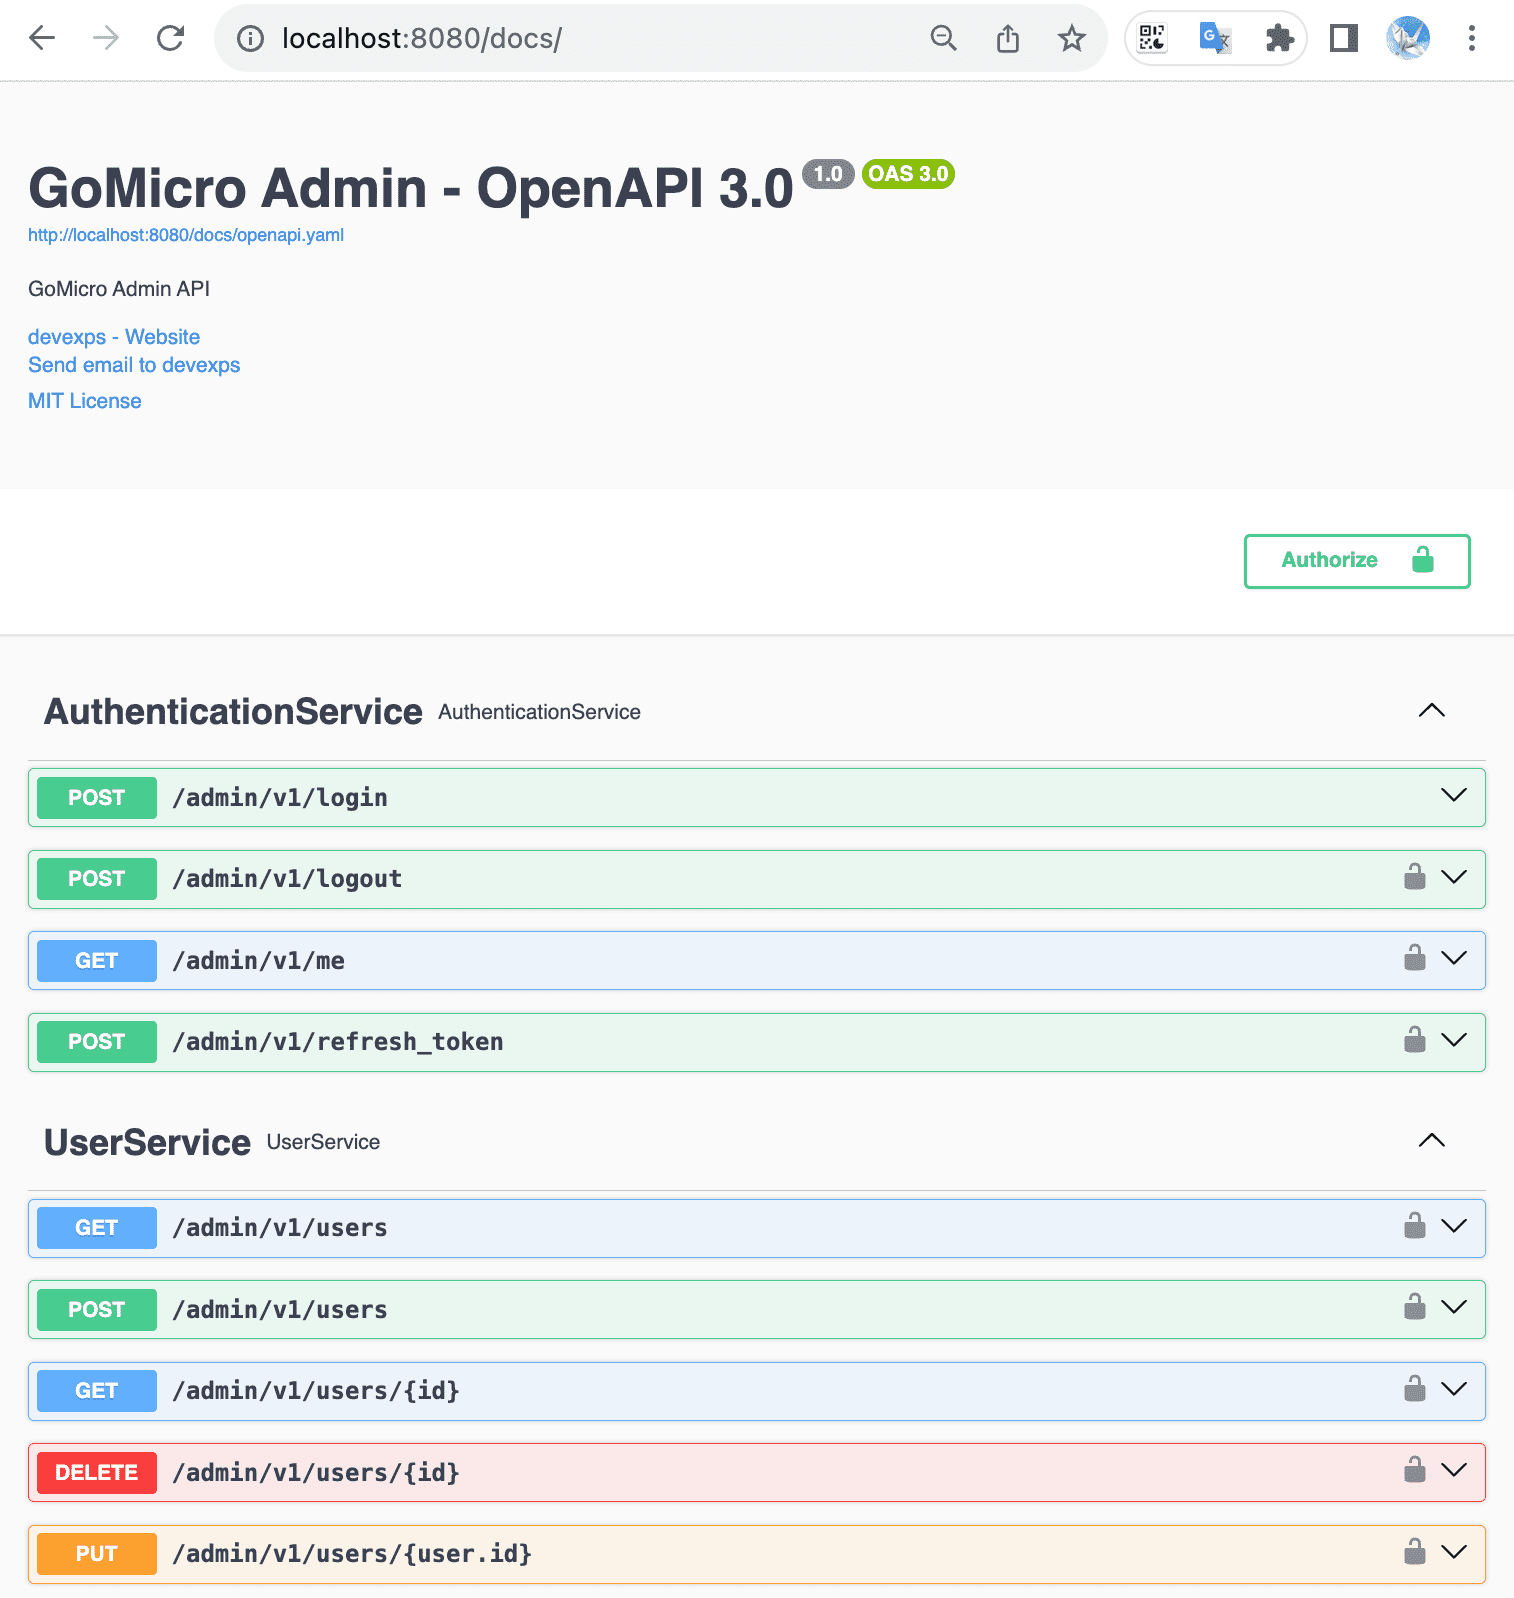 localhost:8080/docs/
GoMicro Admin - OpenAPI 3.0 1.0 OAS 3.0
http://localhost:8080/docs/openapi.yaml
GoMicro Admin API
devexps - Website
Send email to devexps
MIT License
Authorize
AuthenticationService AuthenticationService
POST /admin/v1/login
POST /admin/v1/logout
GET /admin/v1/me
POST /admin/v1/refresh_token
UserService UserService
GET /admin/v1/users
POST /admin/v1/users
GET /admin/v1/users/{id}
DELETE /admin/v1/users/{id}
PUT /admin/v1/users/{user.id}